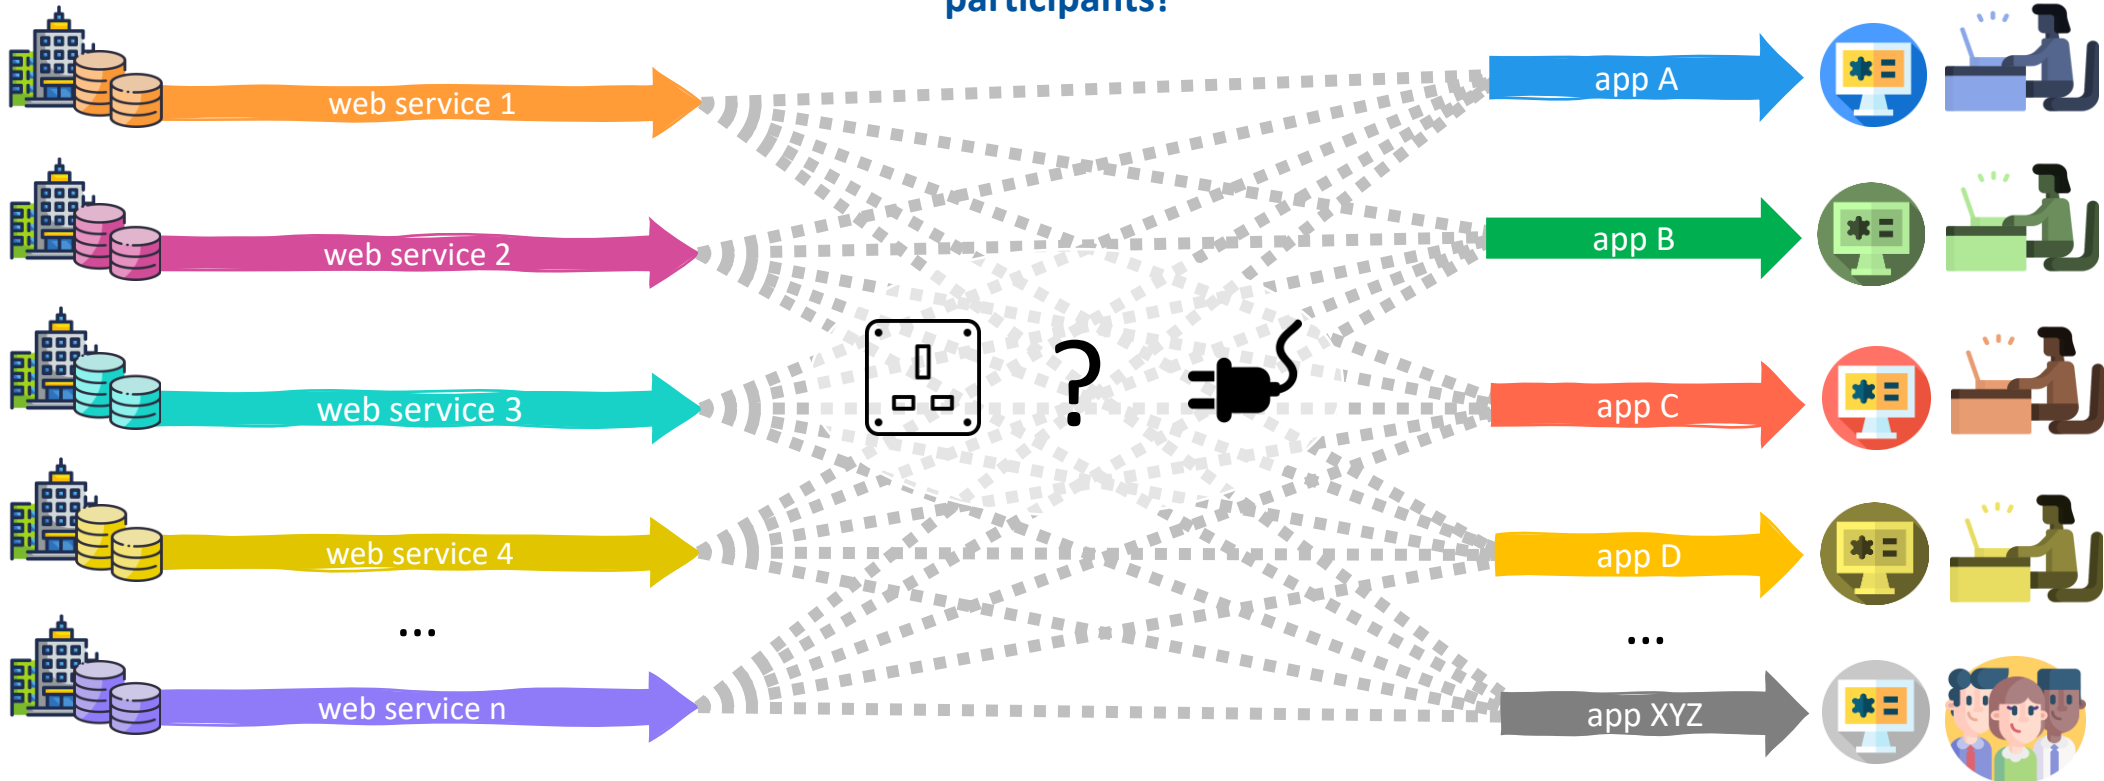 participants?
web service 1
app A
web service 2
app B
?
web service 3
app C
web service 4
app D
...
...
web service n
app XYZ